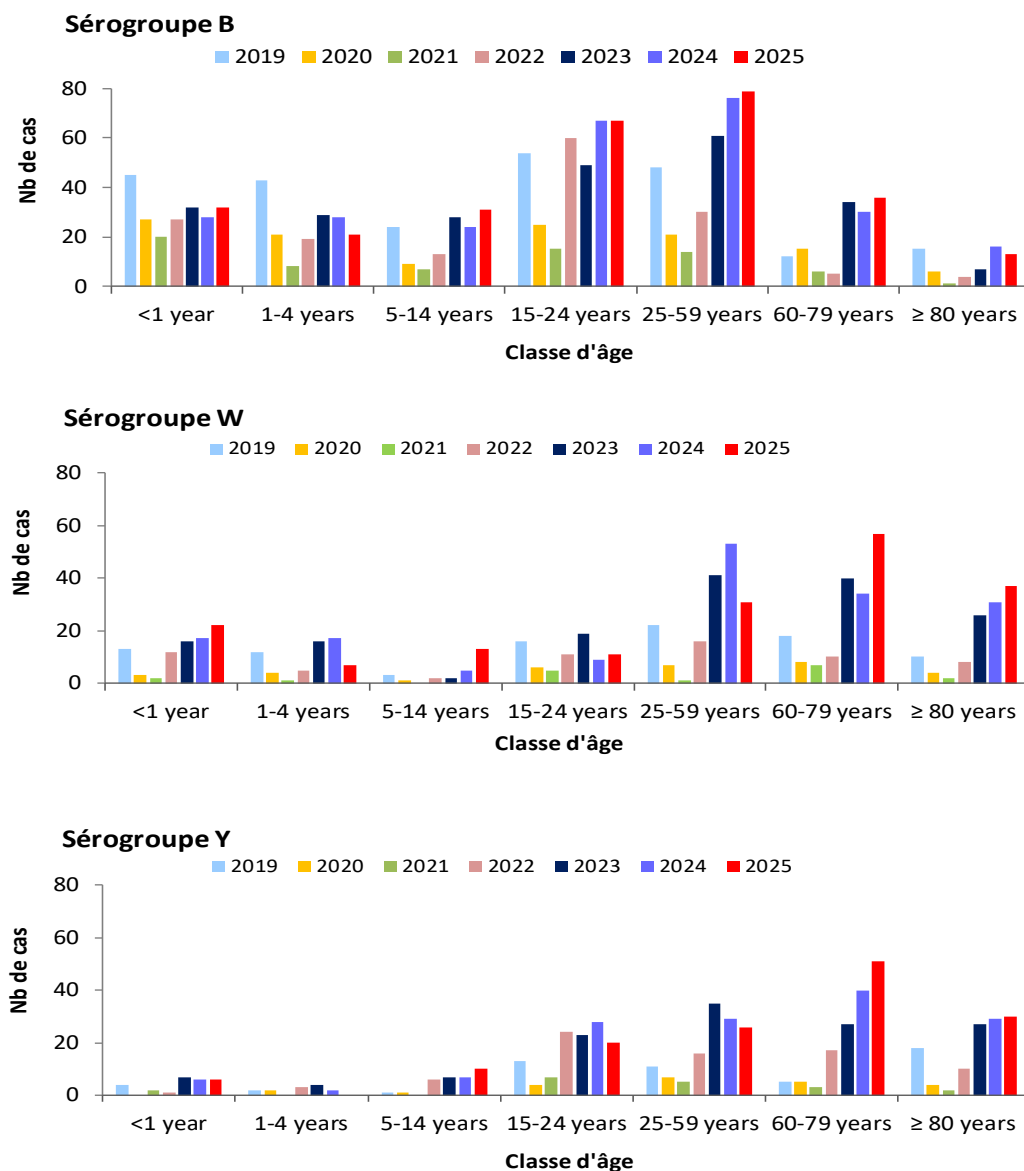 Sérogroupe B
2019 2020 2021 2022 2023 2024 2025
80
60
40
20
0
Nb de cas
<1 year 1-4 years 5-14 years 15-24 years 25-59 years 60-79 years ≥ 80 years
Classe d'âge
Sérogroupe W
2019 2020 2021 2022 2023 2024 2025
80
60
40
20
0
Nb de cas
<1 year 1-4 years 5-14 years 15-24 years 25-59 years 60-79 years ≥ 80 years
Classe d'âge
Sérogroupe Y
2019 2020 2021 2022 2023 2024 2025
80
60
40
20
0
Nb de cas
<1 year 1-4 years 5-14 years 15-24 years 25-59 years 60-79 years ≥ 80 years
Classe d'âge